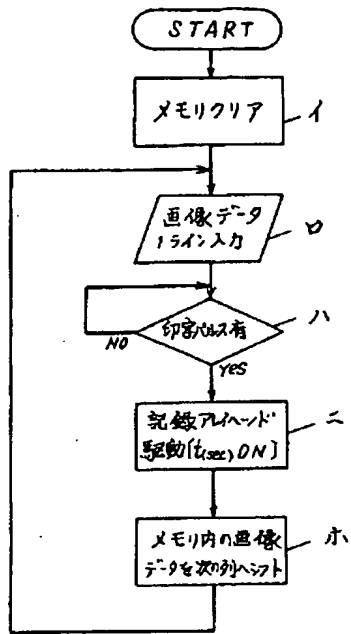 START
メモリクリア
イ
画像データ
1ライン入力
ロ
印字パルス有
ハ
NO
YES
記録アレイヘッド
駆動[t₁(sec) ON]
ニ
メモリ内の画像
データを次の列へシフト
ホ